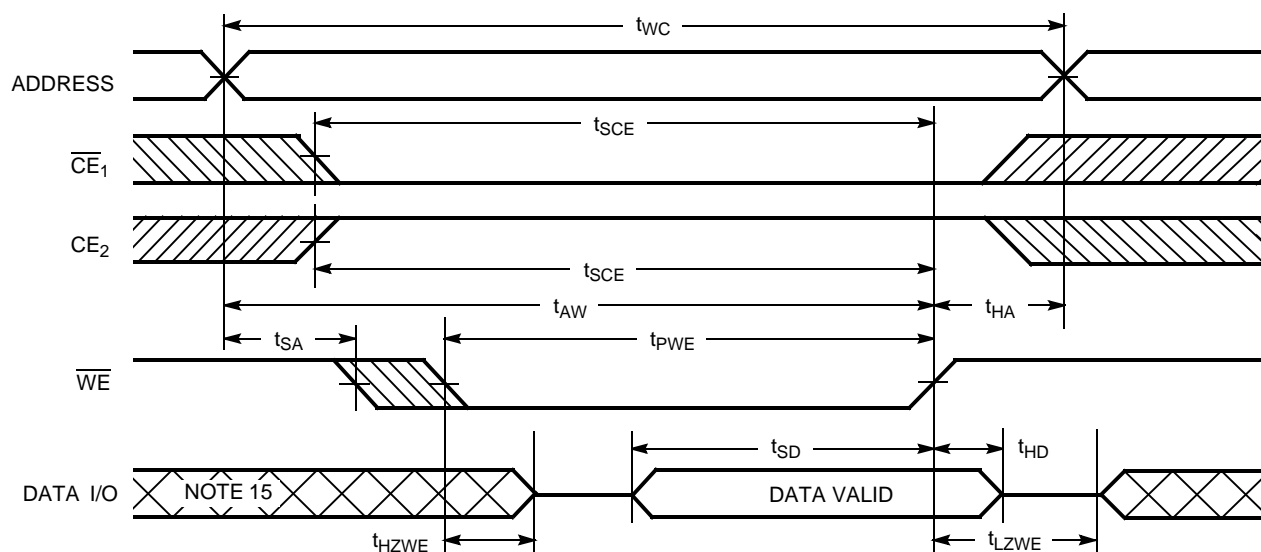 tWC
ADDRESS
tSCE
CE1
CE2
tSCE
tAW
tHA
tSA
tPWE
WE
tSD
tHD
DATA I/O
NOTE 15
DATA VALID
tHZWE
tLZWE